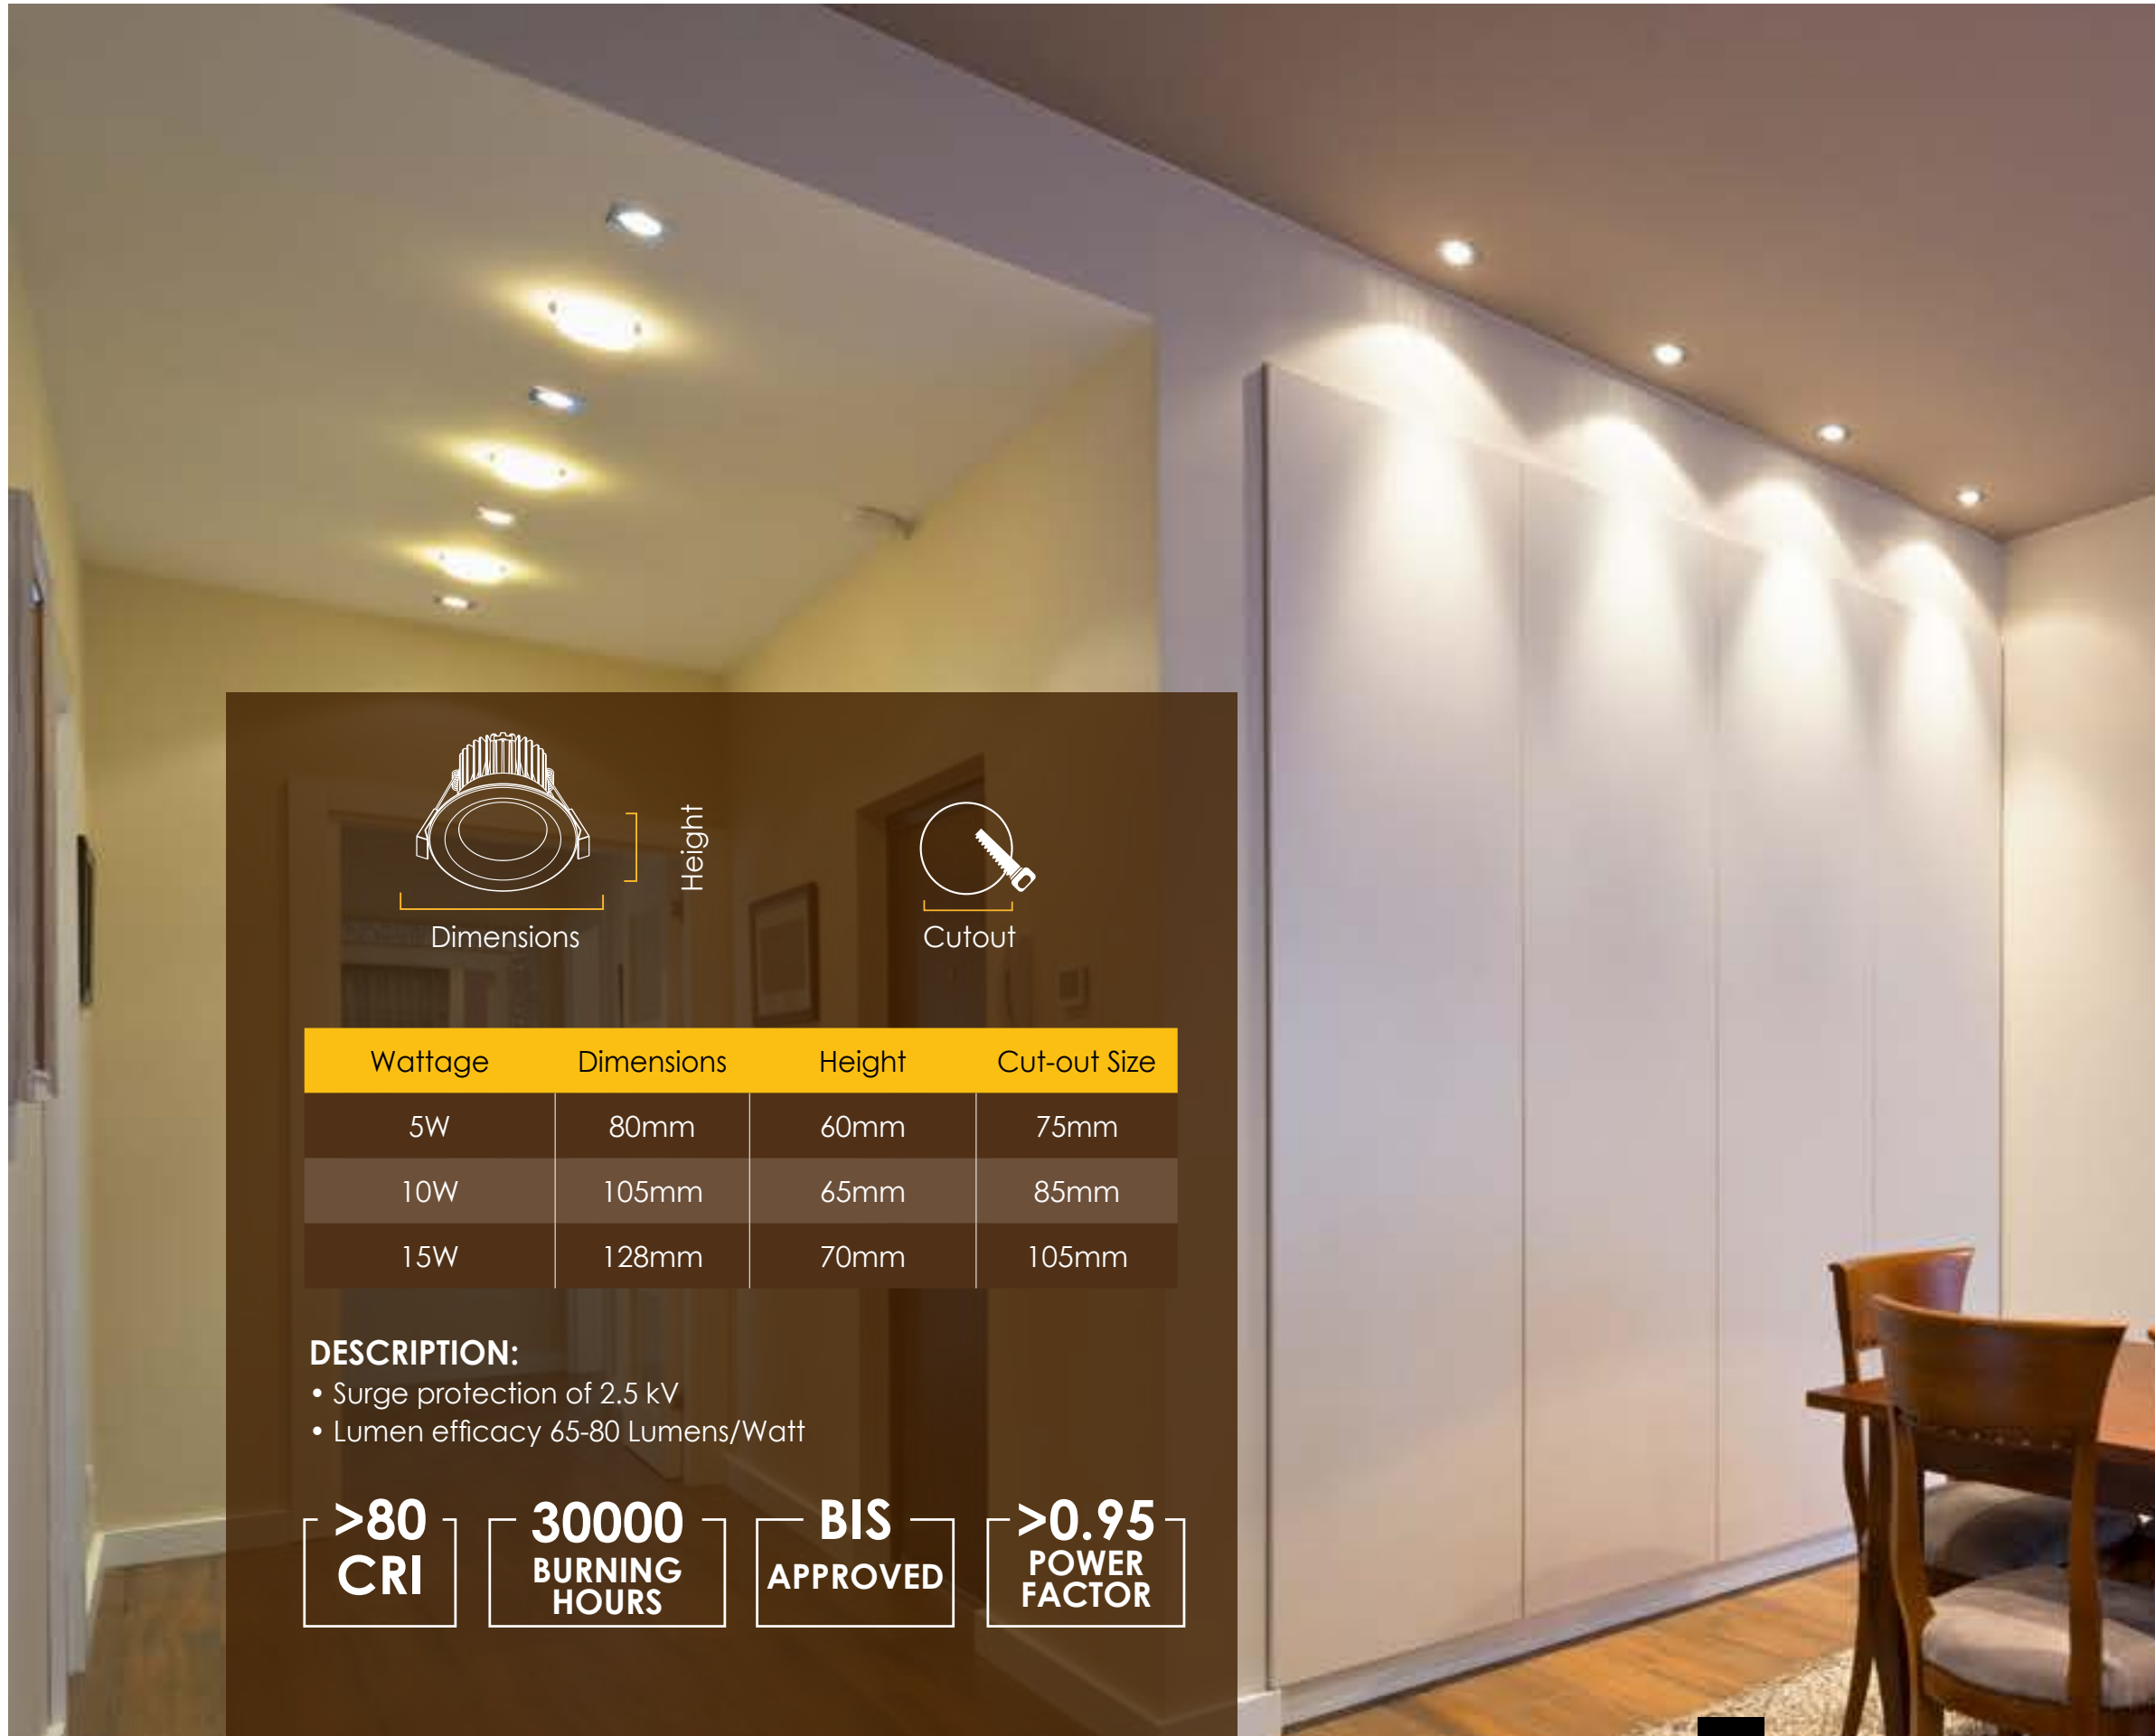 Height
Dimensions
Cutout
Wattage Dimensions Height Cut-out Size
5W 80mm 60mm 75mm
10W 105mm 65mm 85mm
15W 128mm 70mm 105mm
DESCRIPTION:
• Surge protection of 2.5 kV
• Lumen efficacy 65-80 Lumens/Watt
>80
CRI
30000
BURNING
HOURS
BIS
APPROVED
>0.95
POWER
FACTOR